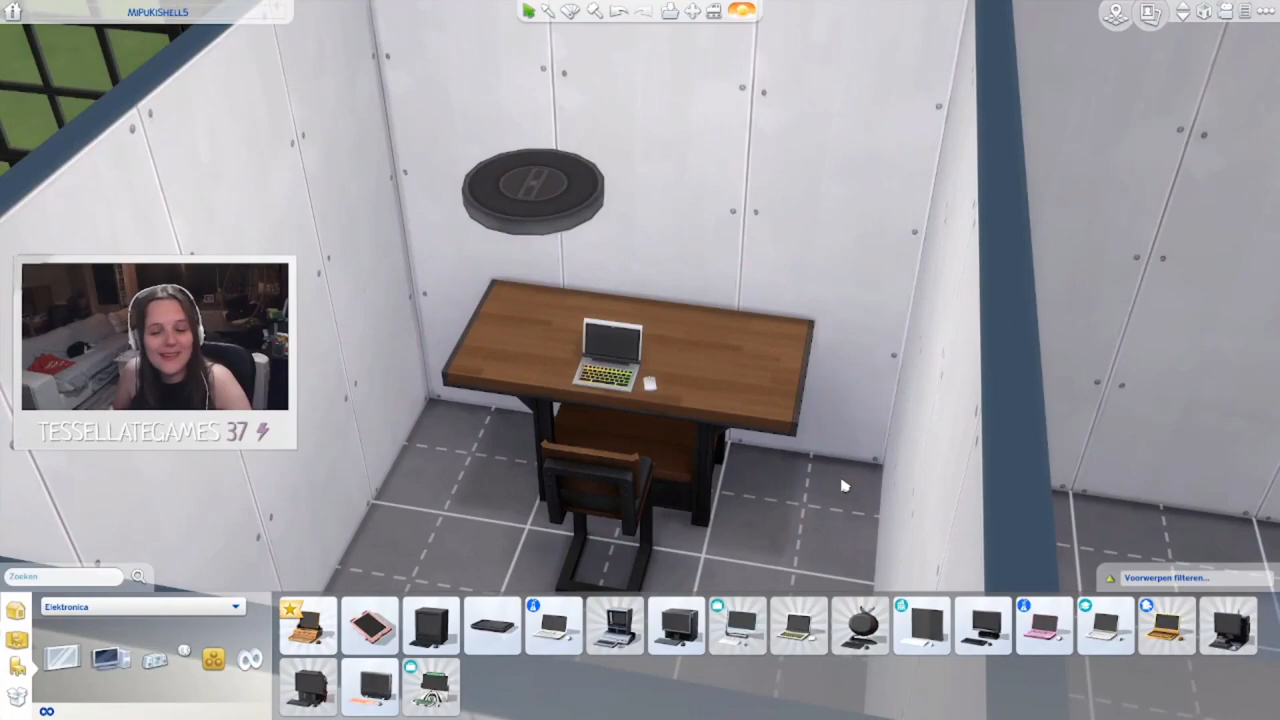 MiPuKiShell5
TESSELLATEGAMES 37
Zoeken
Voorwerpen filteren...
Elektronica